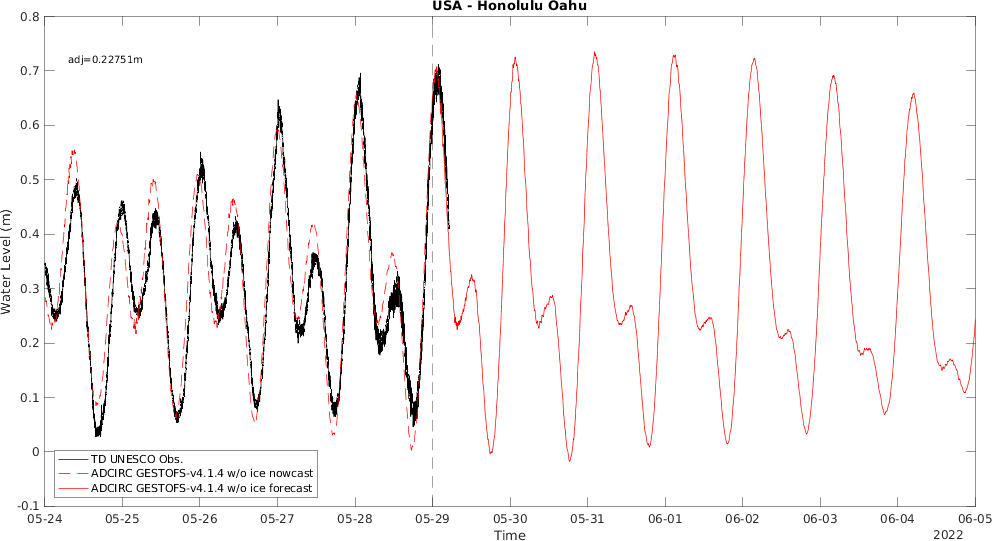 USA - Honolulu Oahu
adj=0.22751m
Water Level (m)
0.8
0.7
0.6
0.5
0.4
0.3
0.2
0.1
0
-0.1
TD UNESCO Obs.
ADCIRC GESTOFS-v4.1.4 w/o ice nowcast
ADCIRC GESTOFS-v4.1.4 w/o ice forecast
05-24 05-25 05-26 05-27 05-28 05-29 05-30 05-31 06-01 06-02 06-03 06-04 06-05
Time
2022